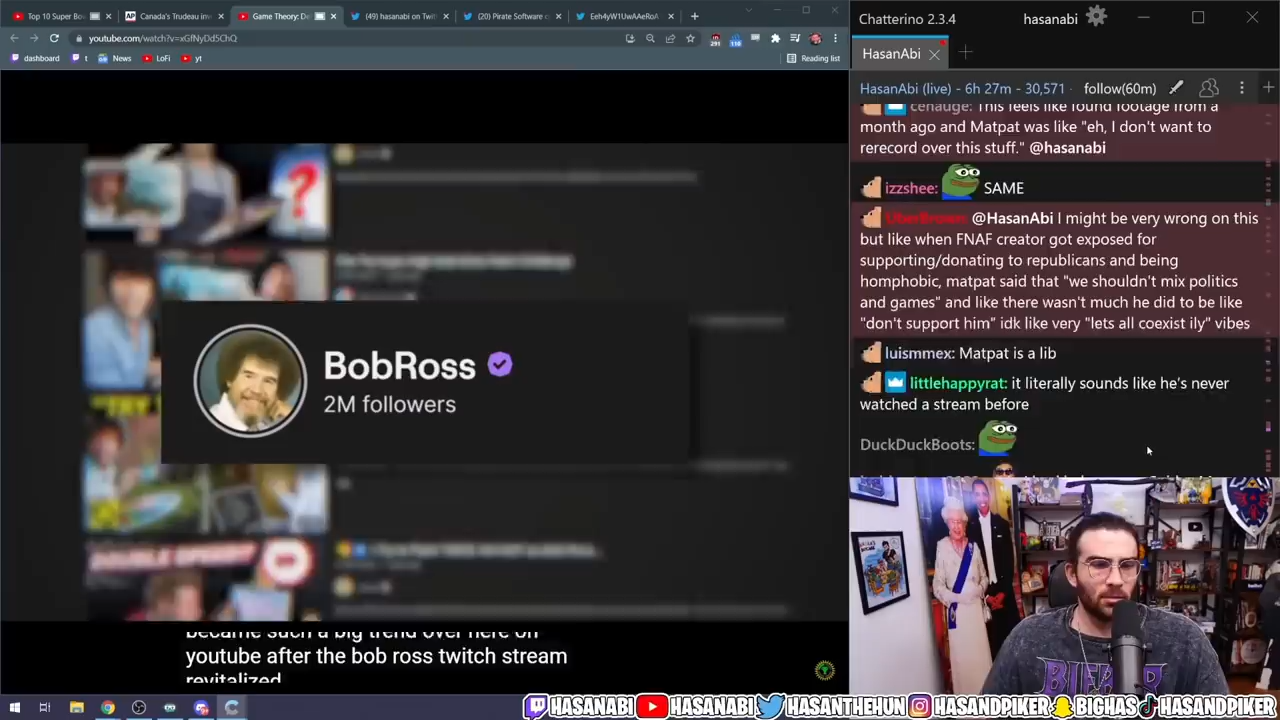 Top 10 Super Bo
Canada's Trudeau inv
Game Theory: De
(49) hasanabi on Twit
(20) Pirate Software c
Eeh4yW1UwAAeRoA
youtube.com/watch?v=xGfNyDd5ChQ
291
110
dashboard
t
News
LoFi
yt
Reading list
?
BobRoss
2M followers
became such a big trend over here on
youtube after the bob ross twitch stream
revitalized
Chatterino 2.3.4
hasanabi
HasanAbi
HasanAbi (live) - 6h 27m - 30,571
follow(60m)
cenauge: This feels like found footage from a
month ago and Matpat was like "eh, I don't want to
rerecord over this stuff." @hasanabi
izzshee: SAME
UberBrown: @HasanAbi I might be very wrong on this
but like when FNAF creator got exposed for
supporting/donating to republicans and being
homphobic, matpat said that "we shouldn't mix politics
and games" and like there wasn't much he did to be like
"don't support him" idk like very "lets all coexist ily" vibes
luismmex: Matpat is a lib
littlehappyrat: it literally sounds like he's never
watched a stream before
DuckDuckBoots:
HASANABI
HASANABI
HASANTHEHUN
HASANDPIKER
BIGHAS
HASANDPIKER